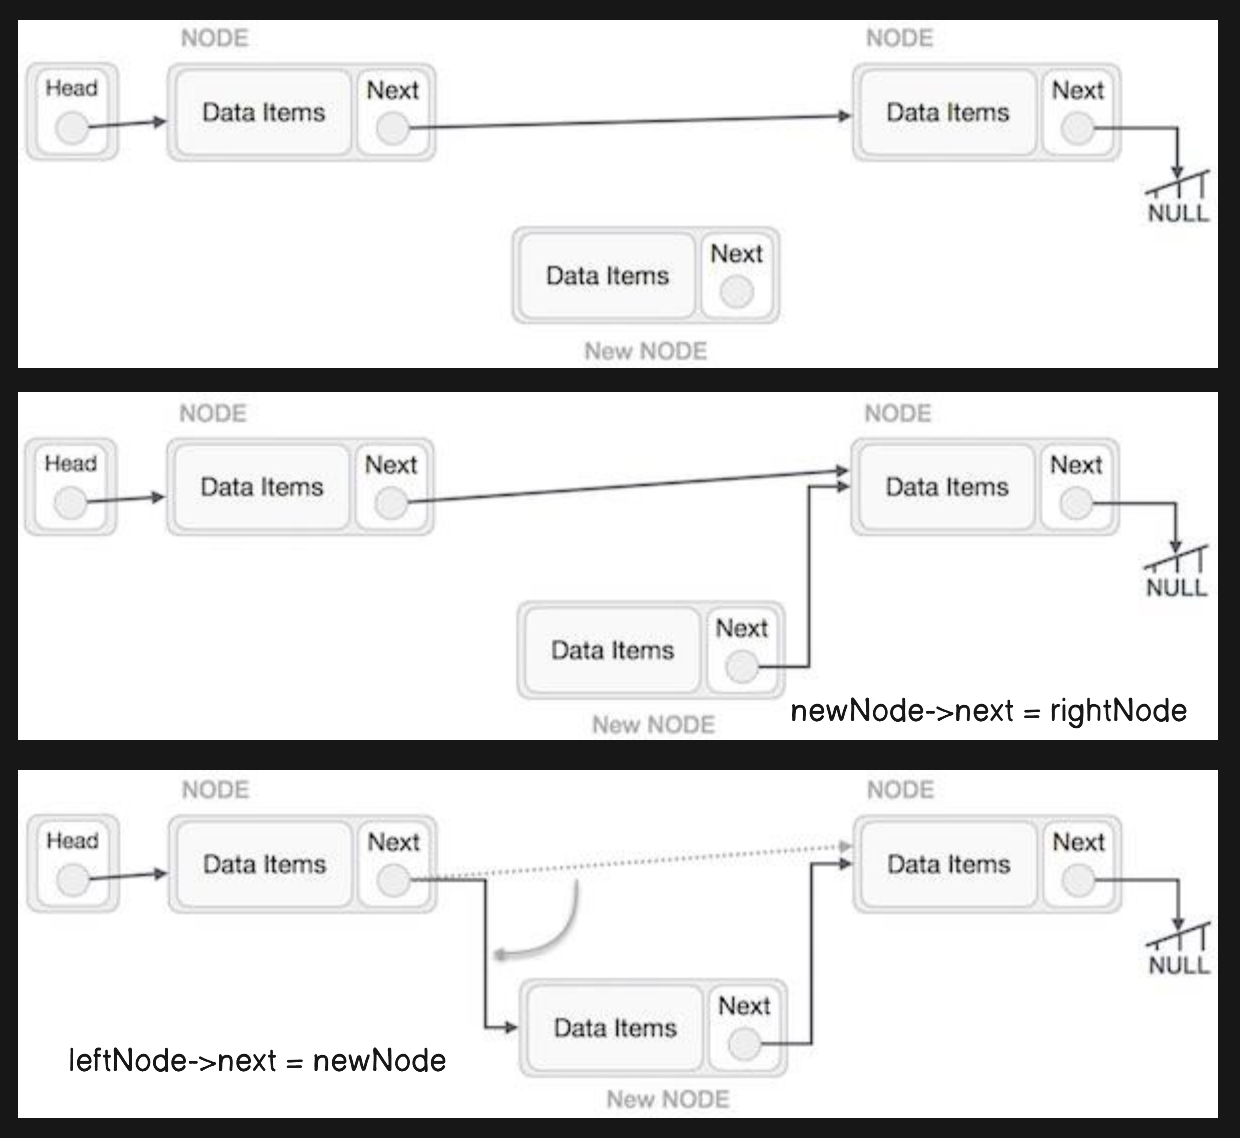 NODE
NODE
Head
Data Items
Next
Data Items
Next
NULL
Data Items
Next
New NODE
NODE
NODE
Head
Data Items
Next
Data Items
Next
NULL
Data Items
Next
New NODE
newNode->next = rightNode
NODE
NODE
Head
Data Items
Next
Data Items
Next
NULL
Data Items
Next
leftNode->next = newNode
New NODE